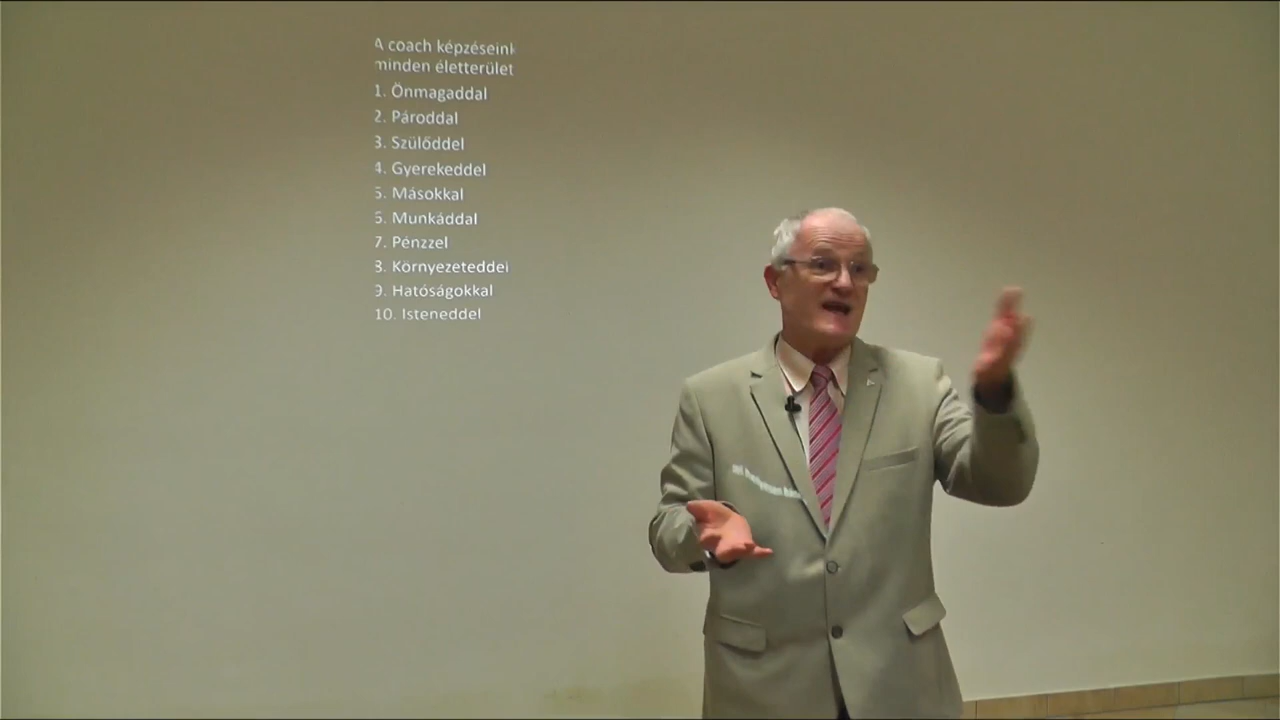 A coach képzéseink
minden életterület
1. Önmagaddal
2. Pároddal
3. Szülőddel
4. Gyerekeddel
5. Másokkal
6. Munkáddal
7. Pénzzel
8. Környezeteddel
9. Hatóságokkal
10. Isteneddel